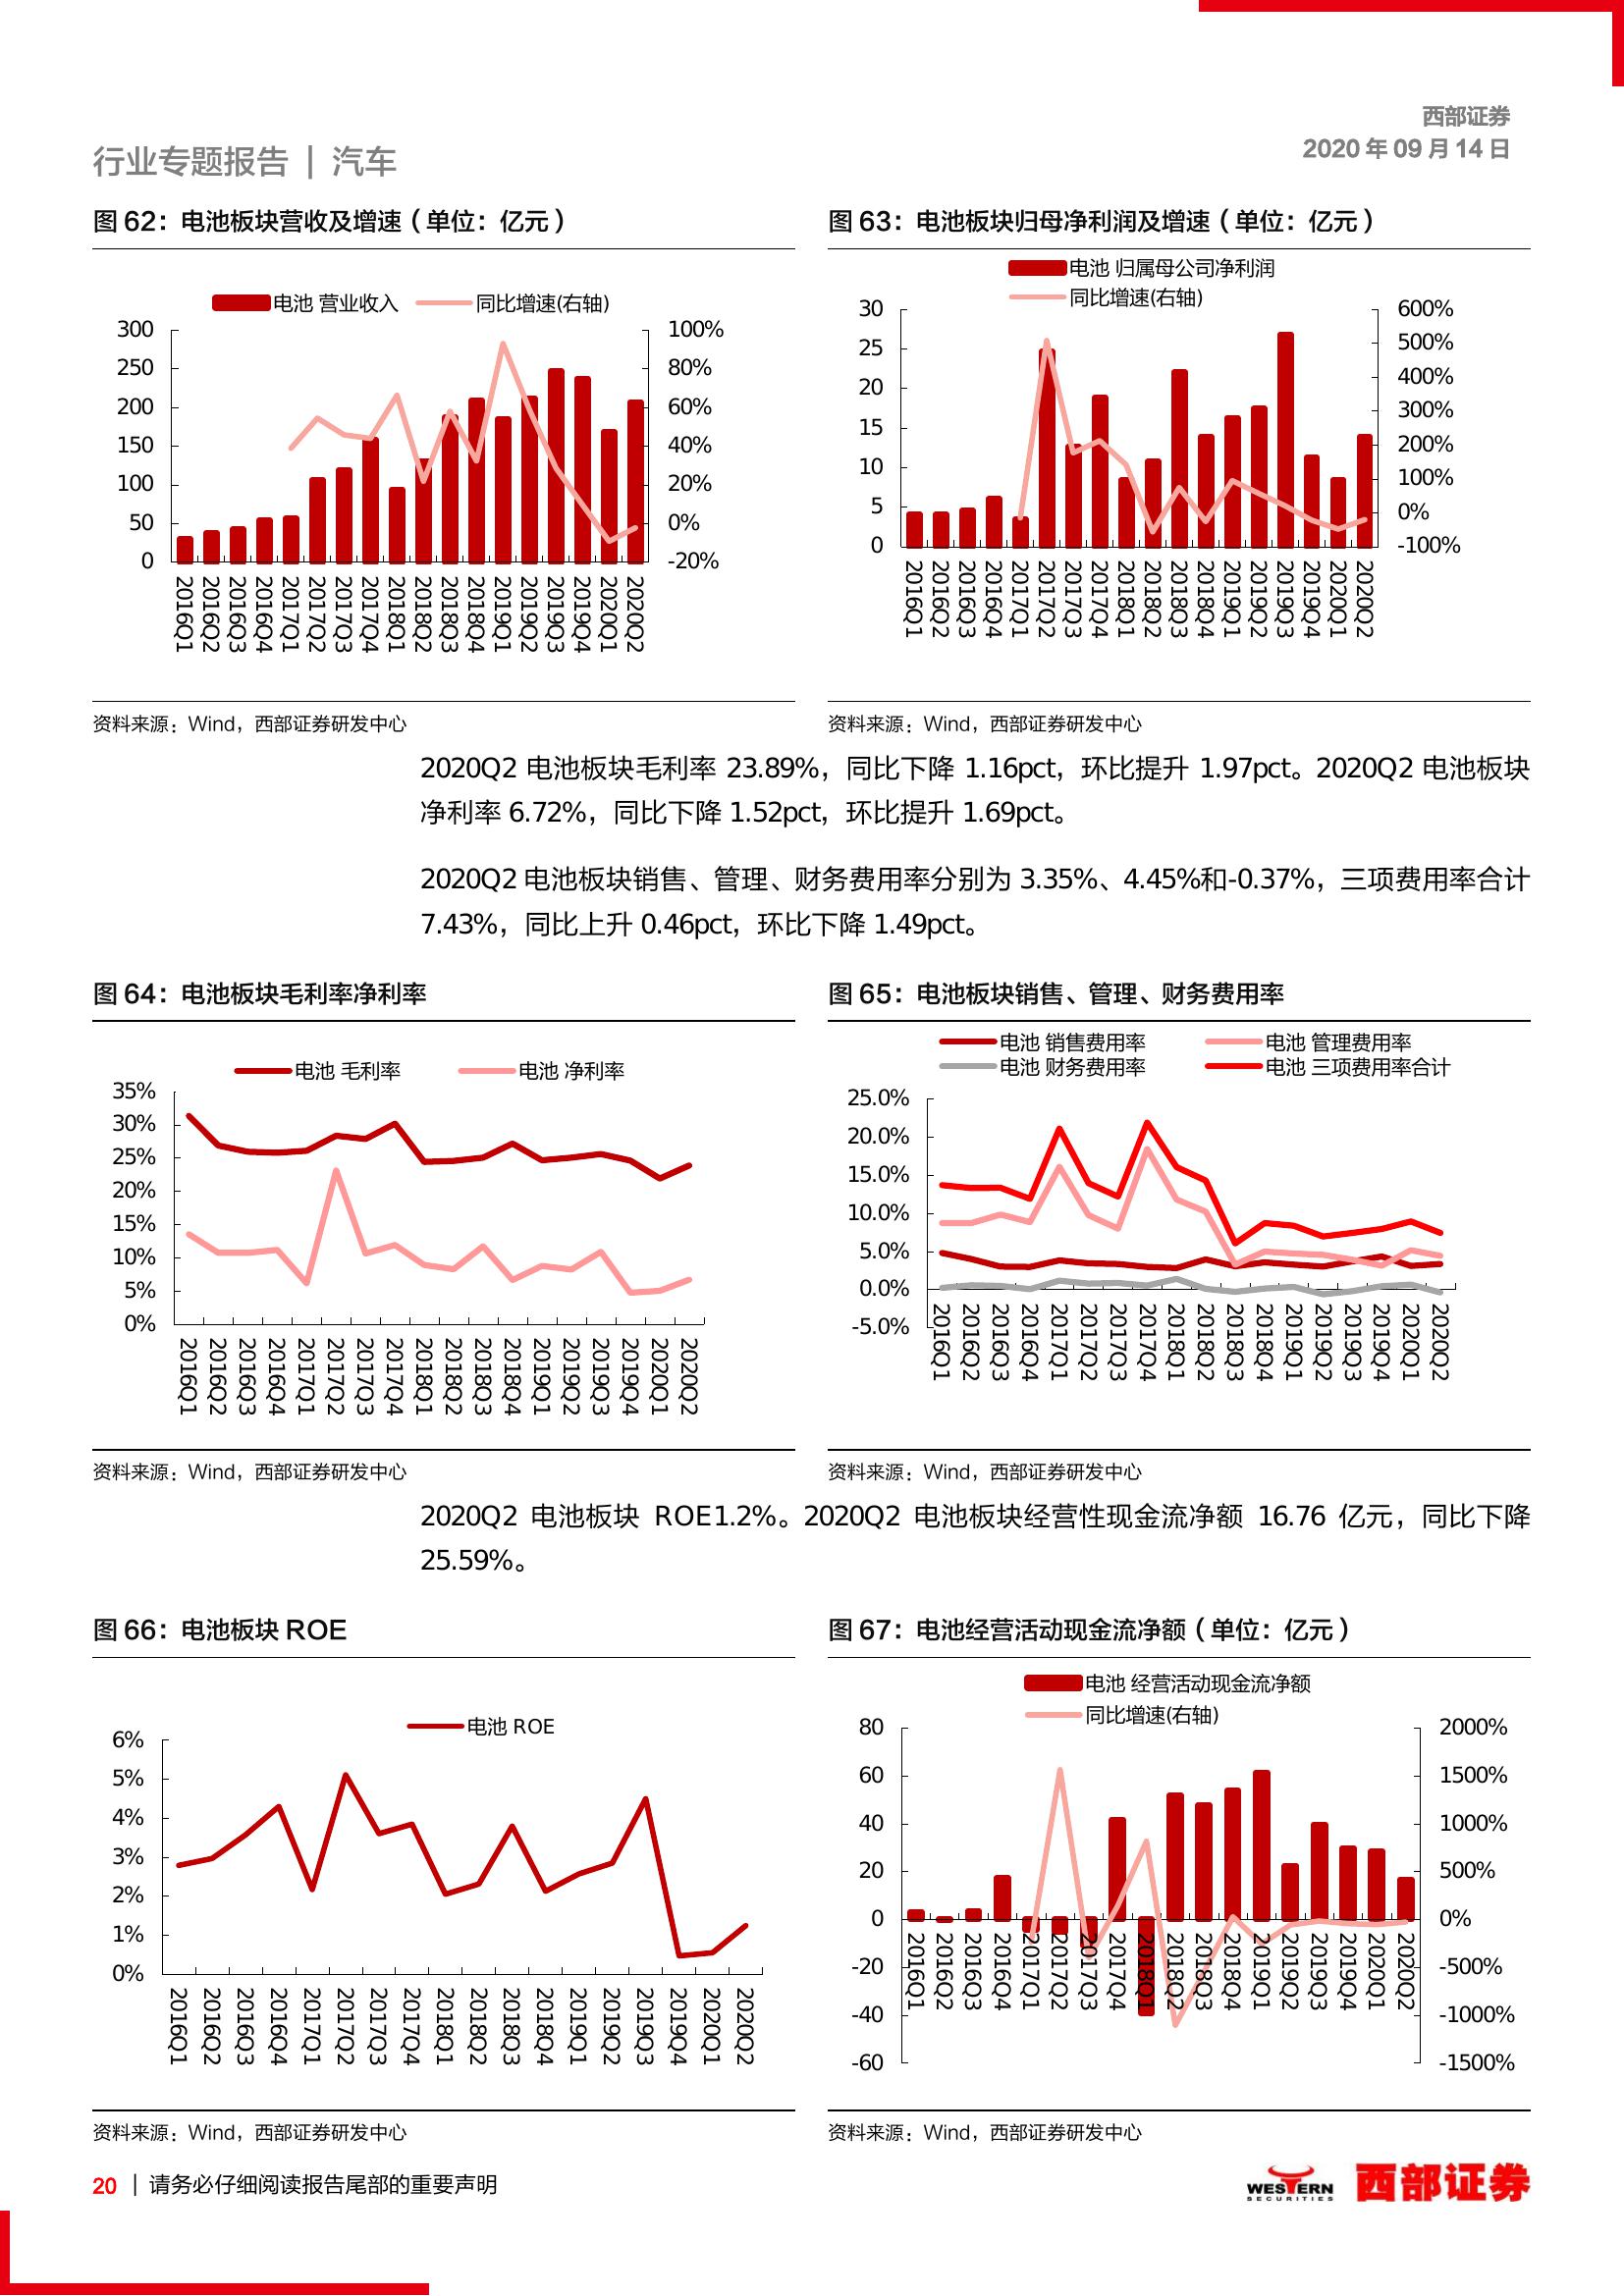 西部证券
2020 年 09 月 14 日
行业专题报告 | 汽车
图 62：电池板块营收及增速（单位：亿元）
电池 营业收入
同比增速(右轴)
300
250
200
150
100
50
0
100%
80%
60%
40%
20%
0%
-20%
2016Q1
2016Q2
2016Q3
2016Q4
2017Q1
2017Q2
2017Q3
2017Q4
2018Q1
2018Q2
2018Q3
2018Q4
2019Q1
2019Q2
2019Q3
2019Q4
2020Q1
2020Q2
资料来源：Wind，西部证券研发中心
图 63：电池板块归母净利润及增速（单位：亿元）
电池 归属母公司净利润
同比增速(右轴)
30
25
20
15
10
5
0
600%
500%
400%
300%
200%
100%
0%
-100%
2016Q1
2016Q2
2016Q3
2016Q4
2017Q1
2017Q2
2017Q3
2017Q4
2018Q1
2018Q2
2018Q3
2018Q4
2019Q1
2019Q2
2019Q3
2019Q4
2020Q1
2020Q2
资料来源：Wind，西部证券研发中心
2020Q2 电池板块毛利率 23.89%，同比下降 1.16pct，环比提升 1.97pct。2020Q2 电池板块
净利率 6.72%，同比下降 1.52pct，环比提升 1.69pct。
2020Q2 电池板块销售、管理、财务费用率分别为 3.35%、4.45%和-0.37%，三项费用率合计
7.43%，同比上升 0.46pct，环比下降 1.49pct。
图 64：电池板块毛利率净利率
电池 毛利率
电池 净利率
35%
30%
25%
20%
15%
10%
5%
0%
2016Q1
2016Q2
2016Q3
2016Q4
2017Q1
2017Q2
2017Q3
2017Q4
2018Q1
2018Q2
2018Q3
2018Q4
2019Q1
2019Q2
2019Q3
2019Q4
2020Q1
2020Q2
资料来源：Wind，西部证券研发中心
图 65：电池板块销售、管理、财务费用率
电池 销售费用率
电池 管理费用率
电池 财务费用率
电池 三项费用率合计
25.0%
20.0%
15.0%
10.0%
5.0%
0.0%
-5.0%
2016Q1
2016Q2
2016Q3
2016Q4
2017Q1
2017Q2
2017Q3
2017Q4
2018Q1
2018Q2
2018Q3
2018Q4
2019Q1
2019Q2
2019Q3
2019Q4
2020Q1
2020Q2
资料来源：Wind，西部证券研发中心
2020Q2 电池板块 ROE1.2%。2020Q2 电池板块经营性现金流净额 16.76 亿元，同比下降
25.59%。
图 66：电池板块 ROE
电池 ROE
6%
5%
4%
3%
2%
1%
0%
2016Q1
2016Q2
2016Q3
2016Q4
2017Q1
2017Q2
2017Q3
2017Q4
2018Q1
2018Q2
2018Q3
2018Q4
2019Q1
2019Q2
2019Q3
2019Q4
2020Q1
2020Q2
资料来源：Wind，西部证券研发中心
图 67：电池经营活动现金流净额（单位：亿元）
电池 经营活动现金流净额
同比增速(右轴)
80
60
40
20
0
-20
-40
-60
2000%
1500%
1000%
500%
0%
-500%
-1000%
-1500%
2016Q1
2016Q2
2016Q3
2016Q4
2017Q1
2017Q2
2017Q3
2017Q4
2018Q1
2018Q2
2018Q3
2018Q4
2019Q1
2019Q2
2019Q3
2019Q4
2020Q1
2020Q2
资料来源：Wind，西部证券研发中心
20 | 请务必仔细阅读报告尾部的重要声明
WESTERN
SECURITIES
西部证券